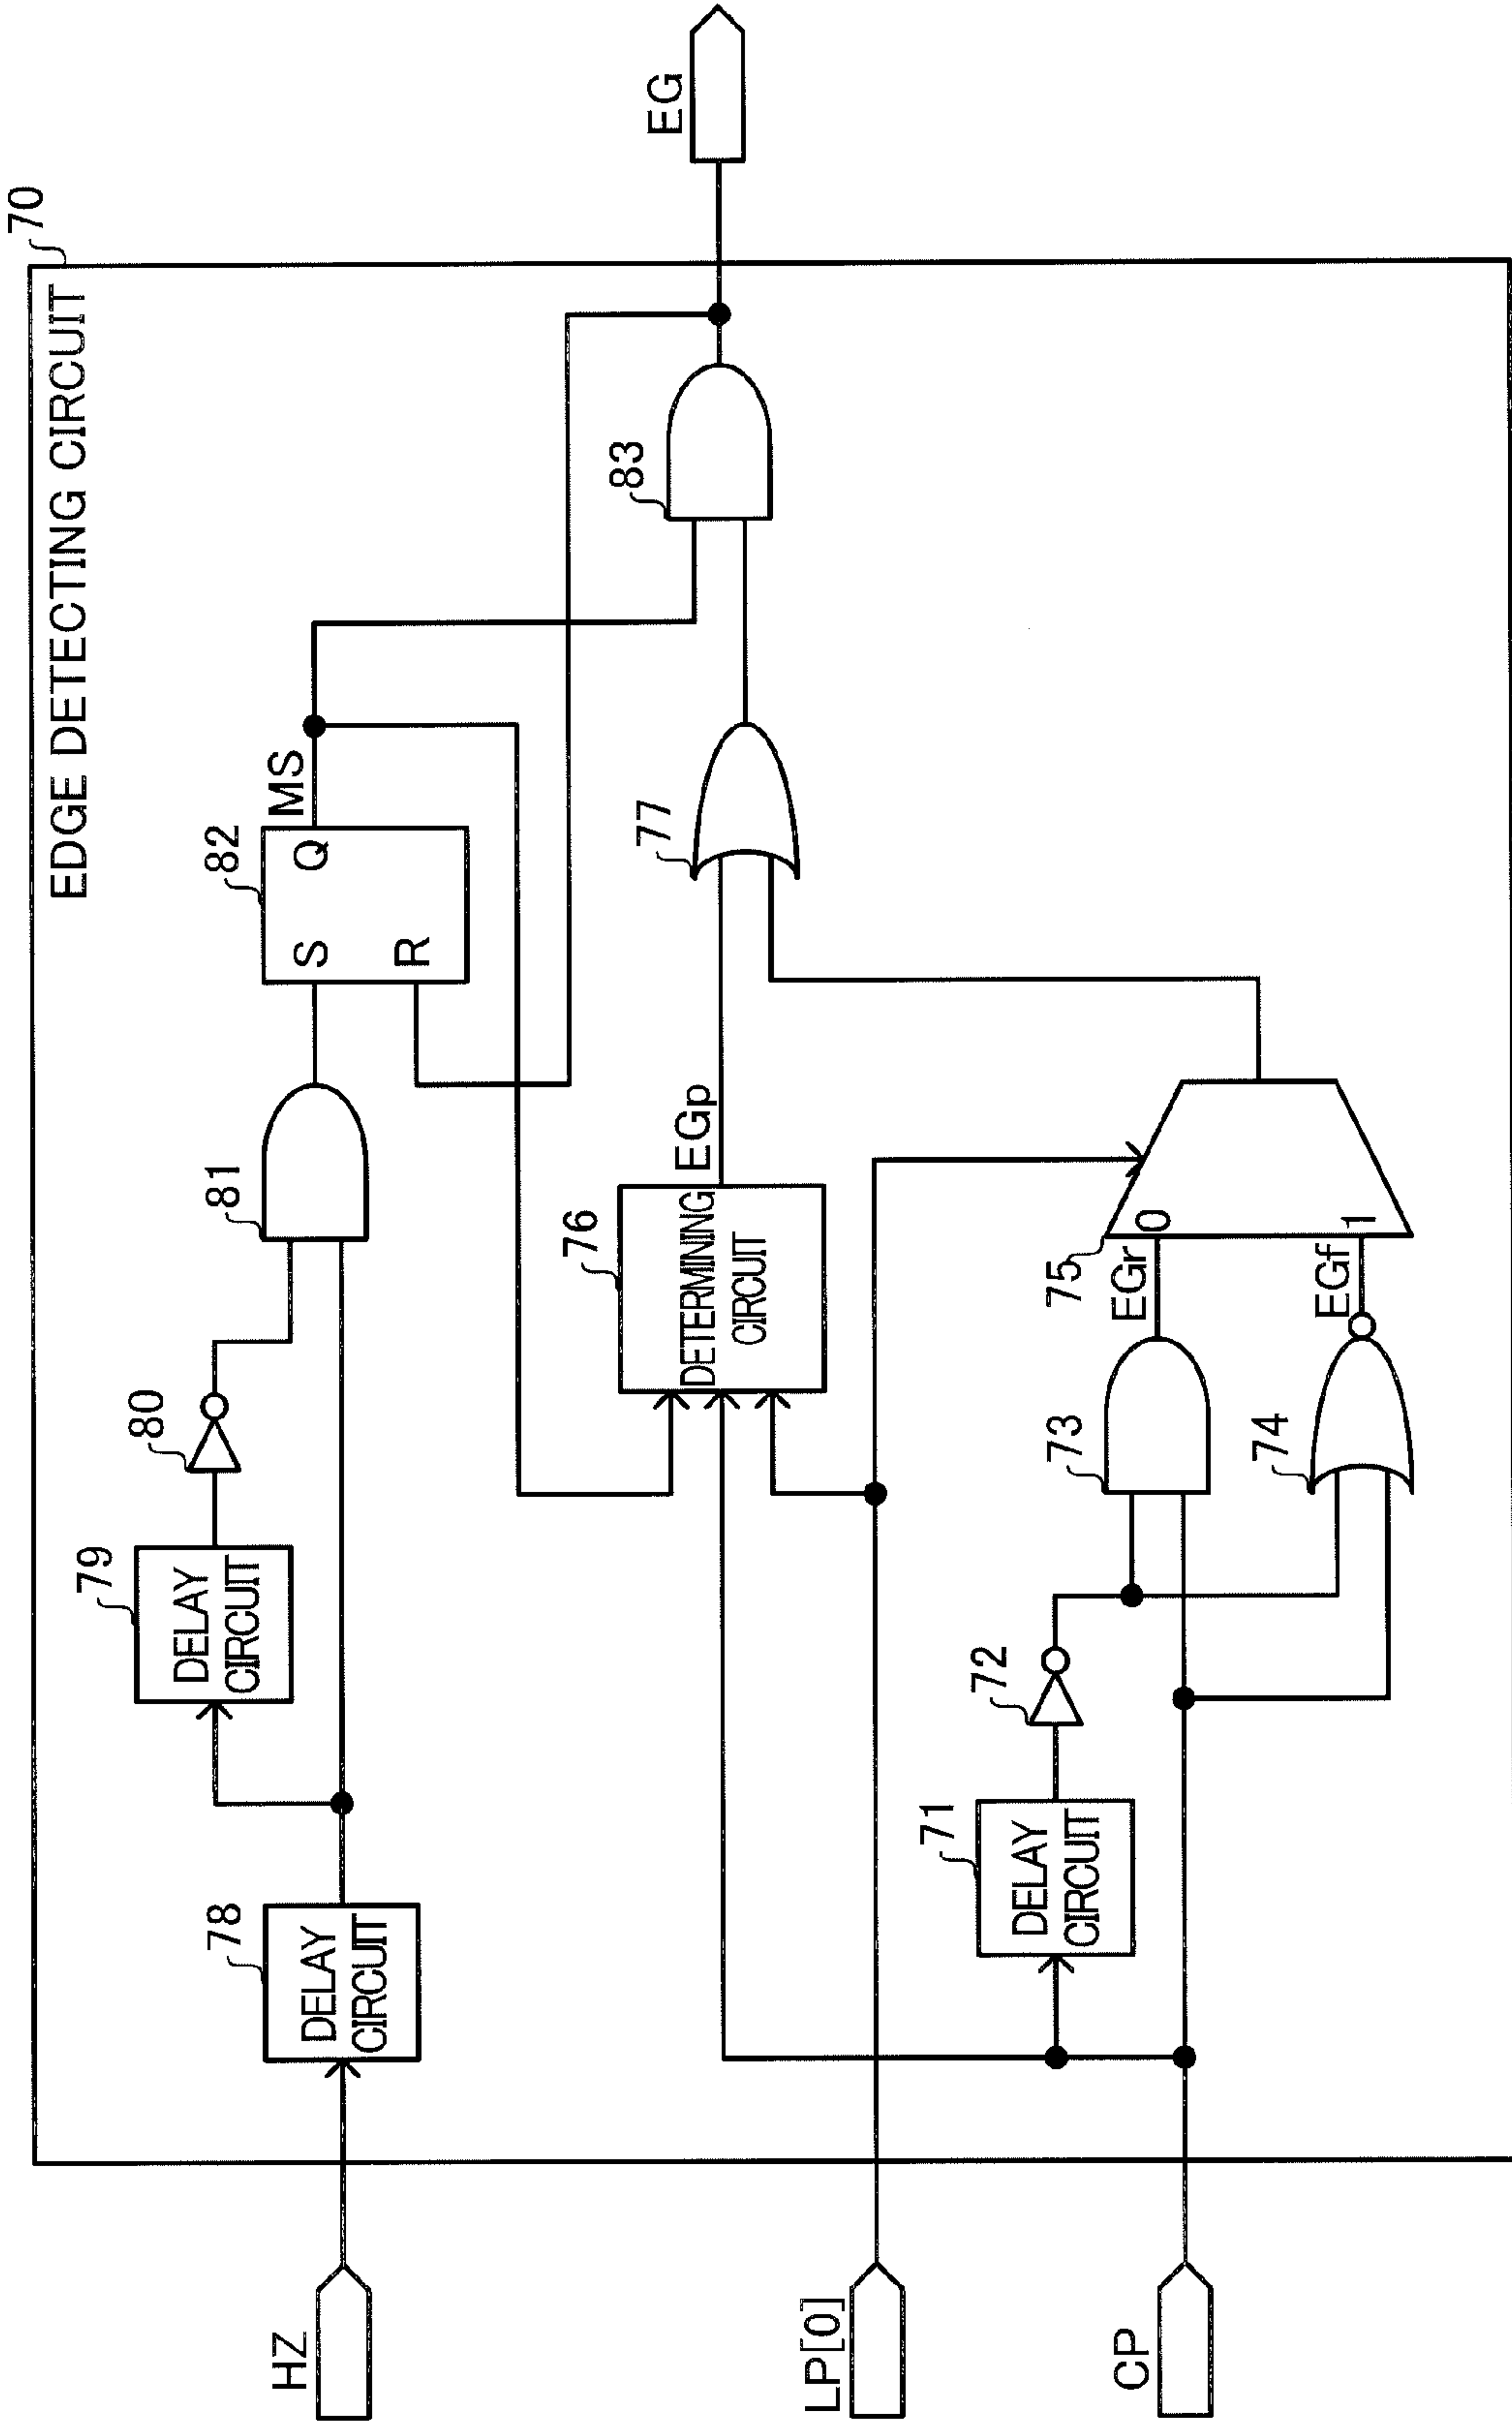 70
EDGE DETECTING CIRCUIT
HZ
78
DELAY
CIRCUIT
79
DELAY
CIRCUIT
80
81
82
S
Q
R
MS
LP[0]
76
DETERMINING
CIRCUIT
EGp
77
83
EG
CP
71
DELAY
CIRCUIT
72
73
EGr
74
EGf
75
0
1